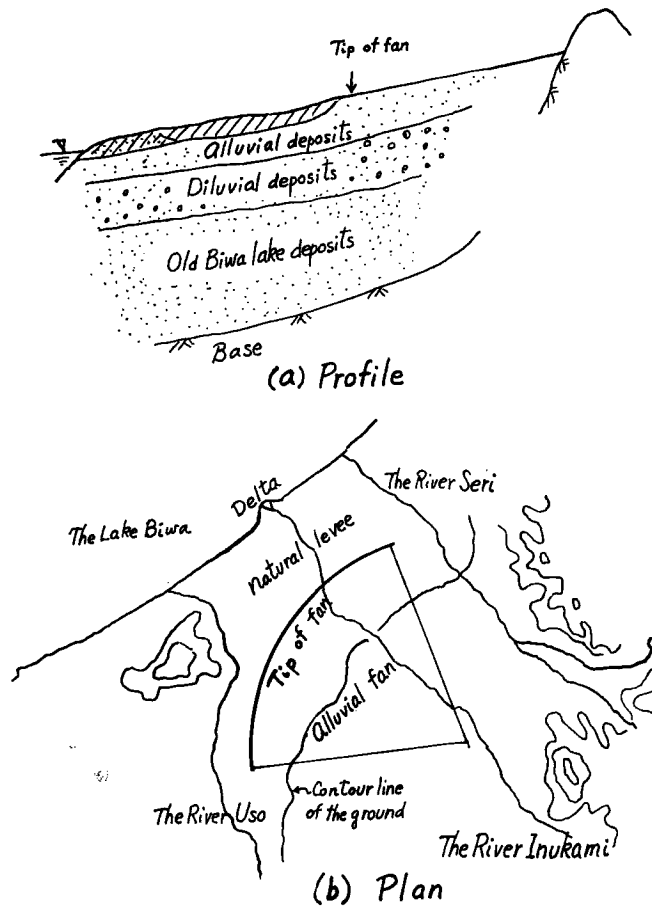 Tip of fan
Alluvial deposits
Diluvial deposits
Old Biwa lake deposits
Base
(a) Profile
The Lake Biwa
Delta
The River Seri
natural levee
Tip of fan
Alluvial fan
Contour line
of the ground
The River Uso
The River Inukami
(b) Plan